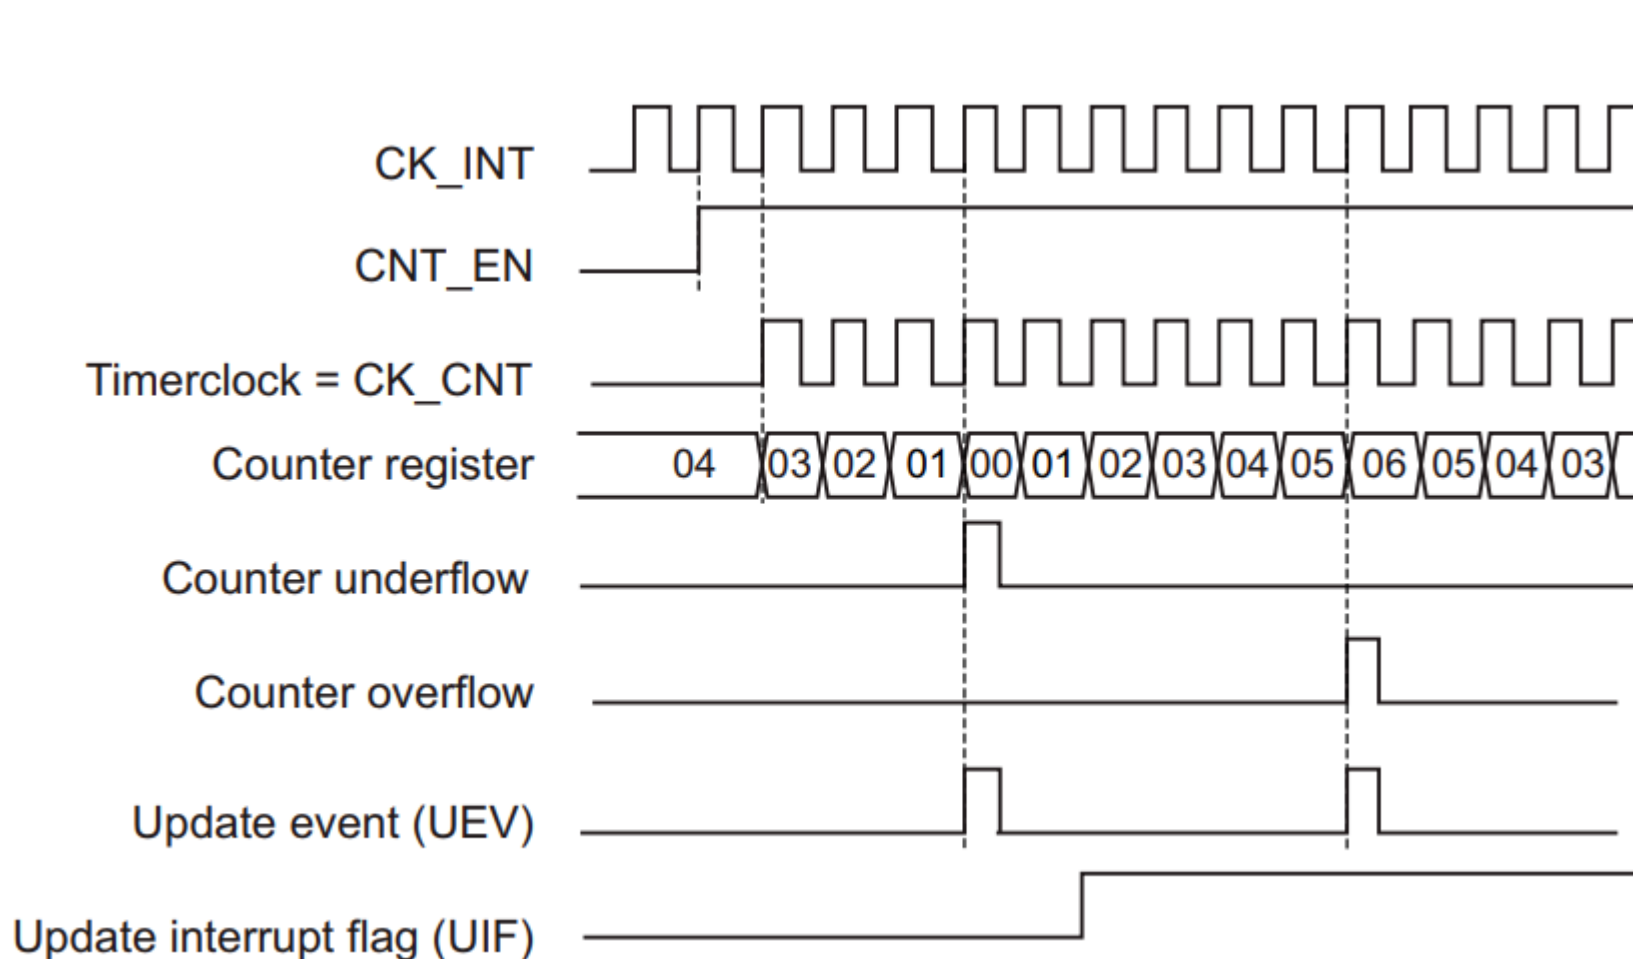 CK_INT
CNT_EN
Timerclock = CK_CNT
Counter register 04 03 02 01 00 01 02 03 04 05 06 05 04 03
Counter underflow
Counter overflow
Update event (UEV)
Update interrupt flag (UIF)